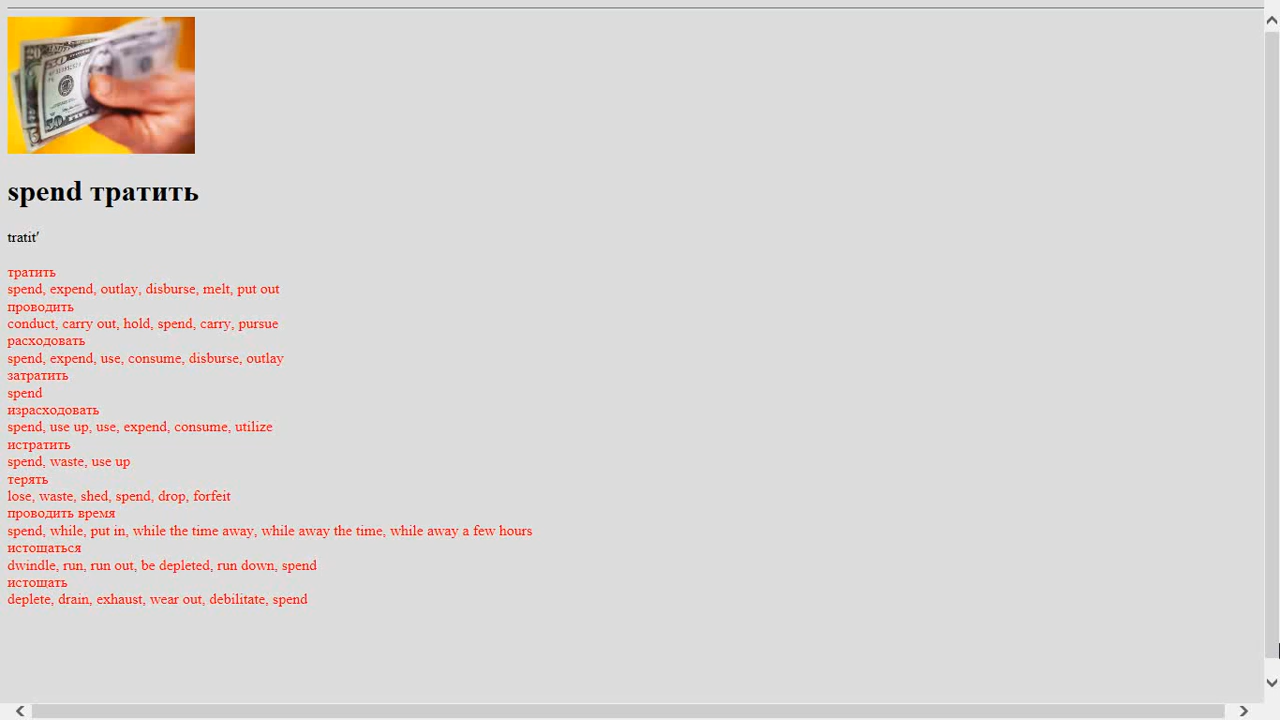 spend тратить
tratit′
тратить
spend, expend, outlay, disburse, melt, put out
проводить
conduct, carry out, hold, spend, carry, pursue
расходовать
spend, expend, use, consume, disburse, outlay
затратить
spend
израсходовать
spend, use up, use, expend, consume, utilize
истратить
spend, waste, use up
терять
lose, waste, shed, spend, drop, forfeit
проводить время
spend, while, put in, while the time away, while away the time, while away a few hours
истощаться
dwindle, run, run out, be depleted, run down, spend
истощать
deplete, drain, exhaust, wear out, debilitate, spend